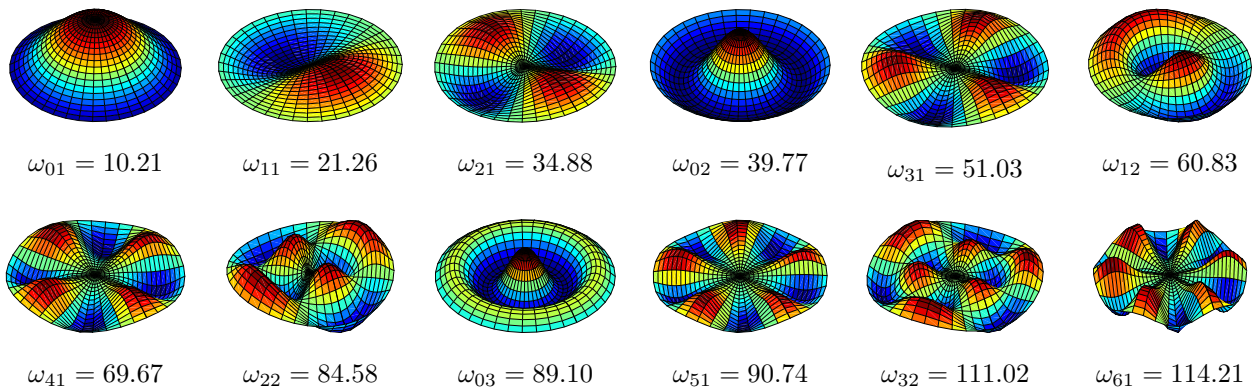 ω₀₁ = 10.21 ω₁₁ = 21.26 ω₂₁ = 34.88 ω₀₂ = 39.77 ω₃₁ = 51.03 ω₁₂ = 60.83
ω₄₁ = 69.67 ω₂₂ = 84.58 ω₀₃ = 89.10 ω₅₁ = 90.74 ω₃₂ = 111.02 ω₆₁ = 114.21